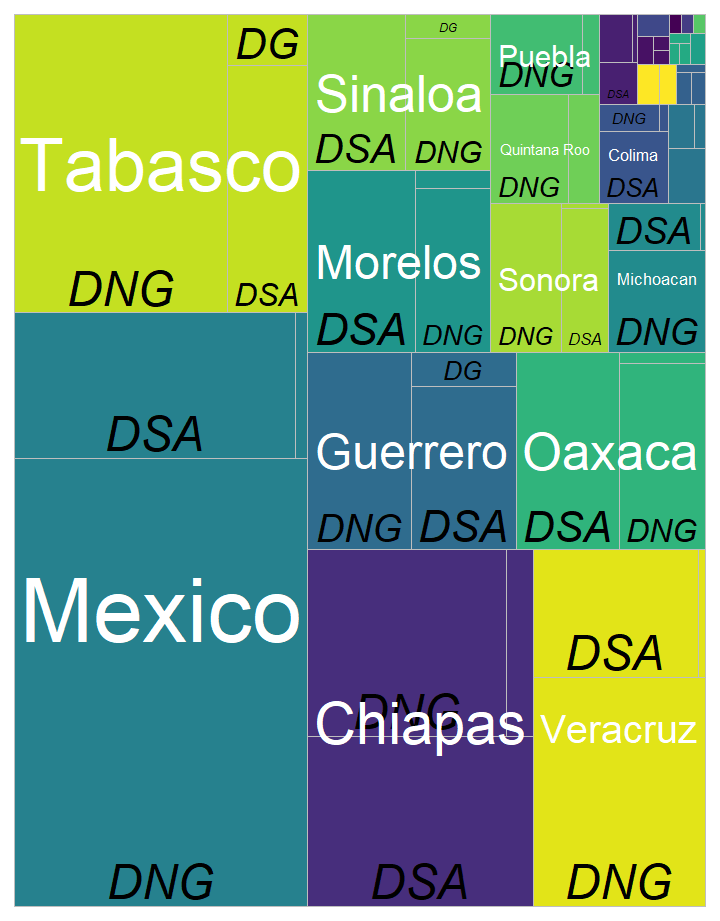 DG
Tabasco
DNG
DSA
DG
Sinaloa
DSA
DNG
Puebla
DNG
Quintana Roo
DNG
DSA
DNG
Colima
DSA
Morelos
DSA
DNG
Sonora
DNG
DSA
DSA
Michoacan
DNG
DSA
Mexico
DNG
DG
Guerrero
DNG
DSA
Oaxaca
DSA
DNG
DNG
Chiapas
DSA
DSA
Veracruz
DNG